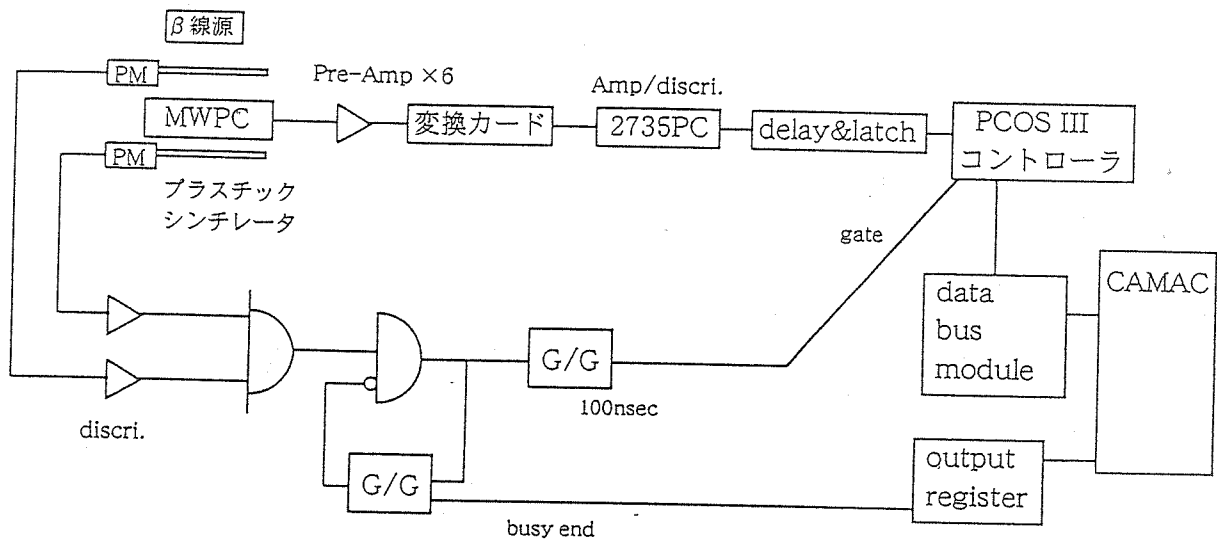 β線源
PM
Pre-Amp ×6
Amp/discri.
MWPC
変換カード
2735PC
delay&latch
PCOS III
コントローラ
PM
プラスチック
シンチレータ
gate
data
bus
module
CAMAC
G/G
100nsec
discri.
G/G
output
register
busy end